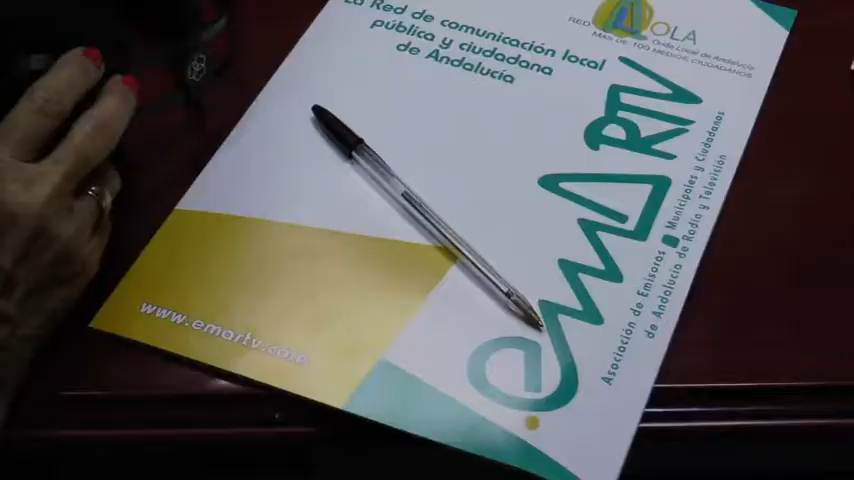 La Red de comunicación local
pública y ciudadana
de Andalucía
OLA
Onda Local de Andalucía
RED MÁS DE 100 MEDIOS CIUDADANOS
emaRTV
Asociación de Emisoras Municipales y Ciudadanas
de Andalucía de Radio y Televisión
www.emartv.com